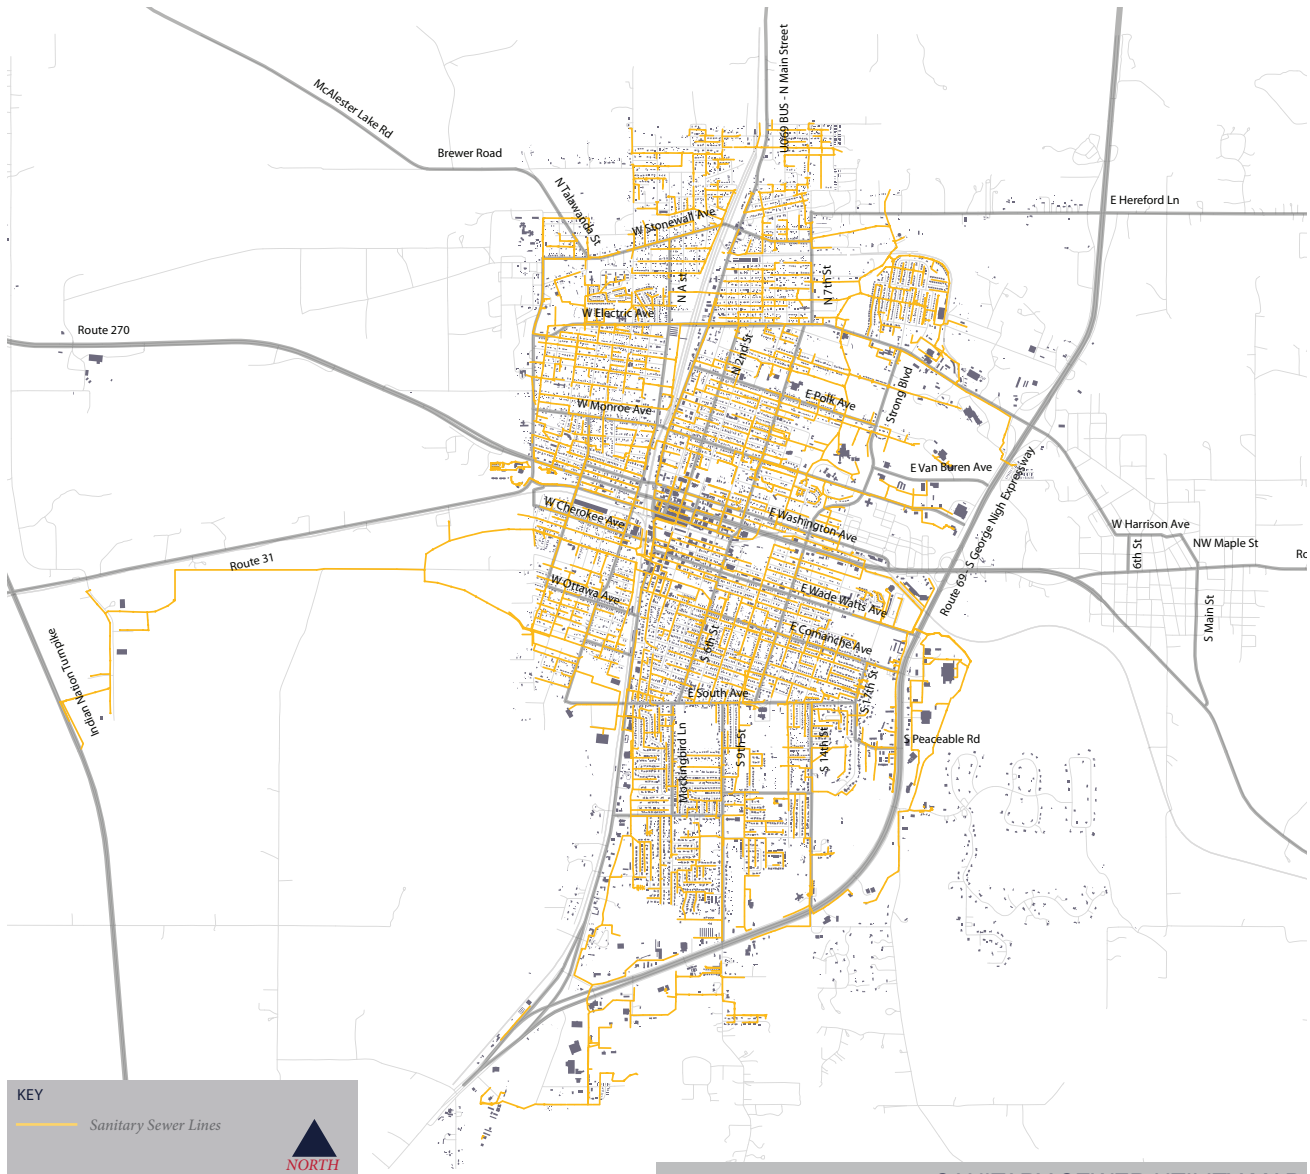 U069 BUS - N Main Street
McAlester Lake Rd
Brewer Road
N Talawanda St
E Hereford Ln
W Stonewall Ave
N A st
N 7th St
W Electric Ave
Route 270
N 2nd St
Strong Blvd
E Polk Ave
W Monroe Ave
E Van Buren Ave
W Cherokee Ave
E Washington Ave
W Harrison Ave
NW Maple St
6th St
Route 69 - S George Nigh Expressway
Route 31
W Ottawa Ave
E Wade Watts Ave
S Main St
E Comanche Ave
S 6th St
Indian Nation Turnpike
E South Ave
S 17th St
Mockingbird Ln
S 9th St
S 14th St
S Peaceable Rd
KEY
Sanitary Sewer Lines
NORTH